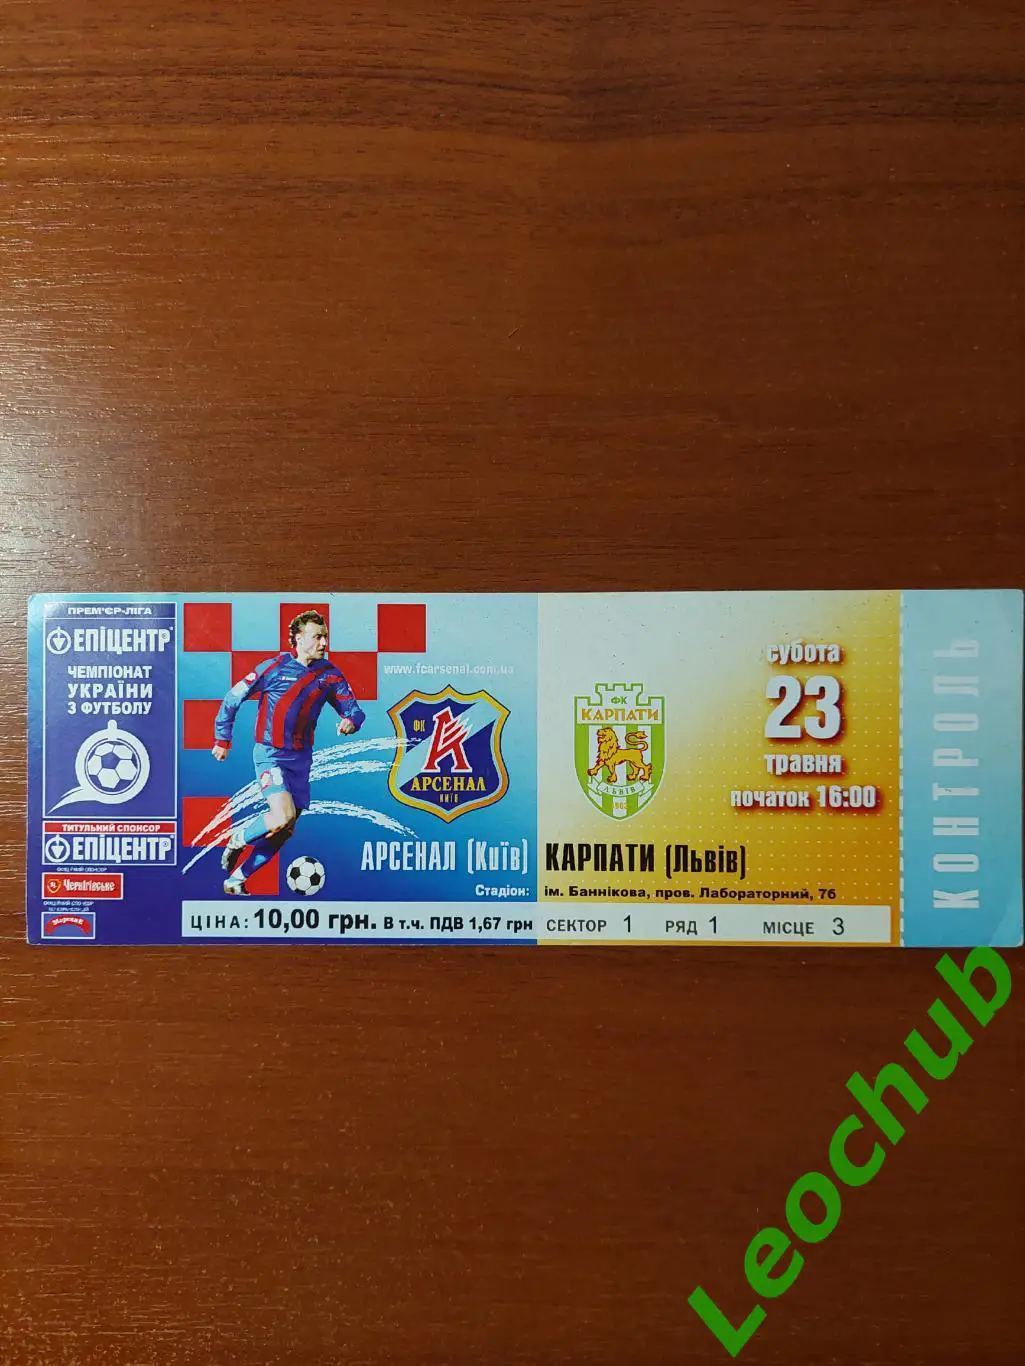 ПРЕМ'ЄР-ЛІГА
ЕПІЦЕНТР
ЧЕМПІОНАТ
УКРАЇНИ
З ФУТБОЛУ
ТИТУЛЬНИЙ СПОНСОР
ЕПІЦЕНТР
Чернігівське
www.fcarsenal.com.ua
ФК
АРСЕНАЛ
КИЇВ
АРСЕНАЛ (Київ)
Стадіон:
ЦІНА: 10,00 грн. В т.ч. ПДВ 1,67 грн
ФК
КАРПАТИ
ЛЬВІВ
1963
КАРПАТИ (Львів)
ім. Баннікова, пров. Лабораторний, 7б
СЕКТОР 1 РЯД 1 МІСЦЕ 3
субота
23
травня
початок 16:00
КОНТРОЛЬ
Leochub